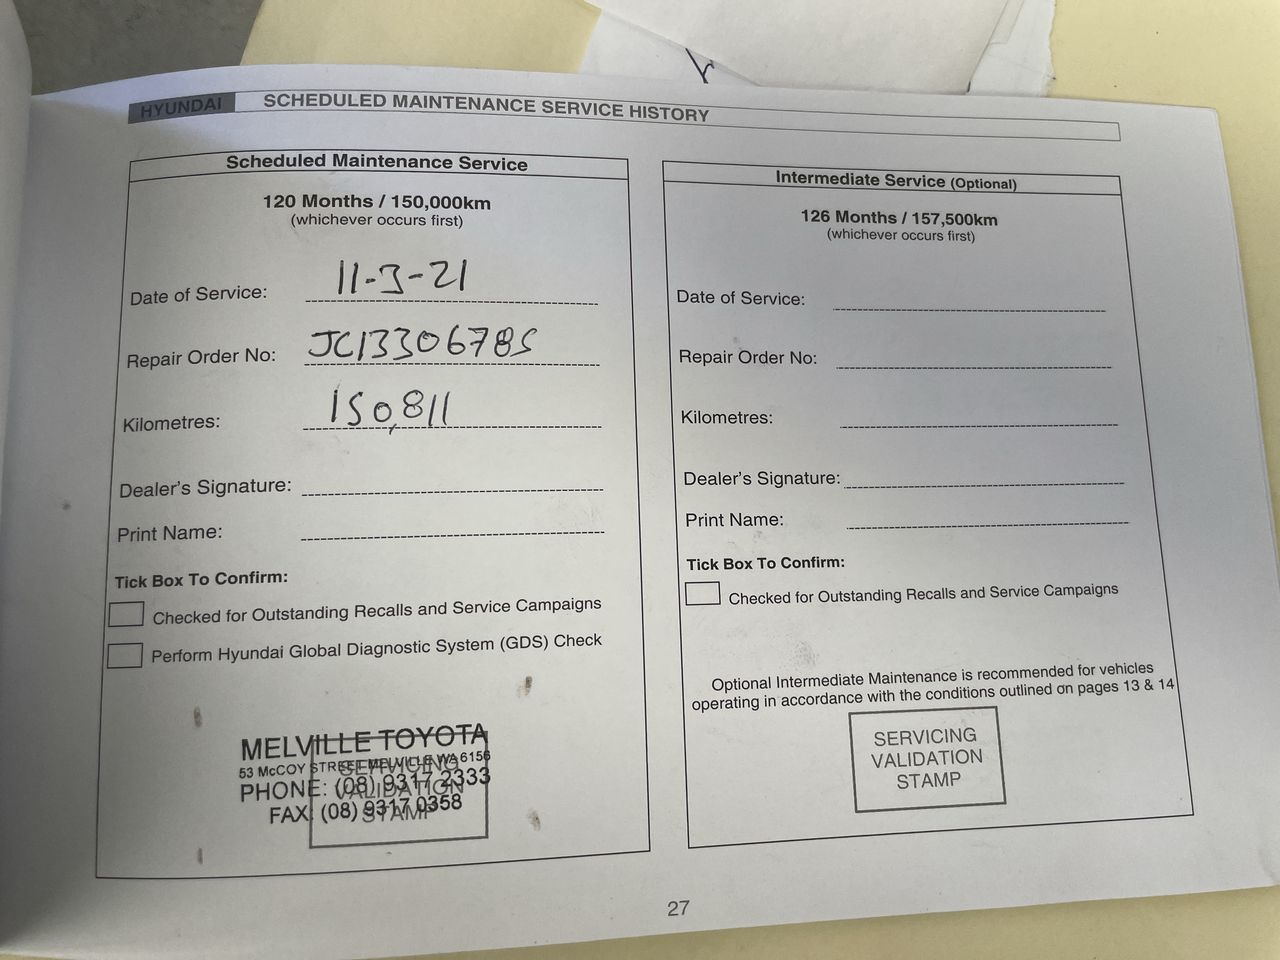 HYUNDAI SCHEDULED MAINTENANCE SERVICE HISTORY
Scheduled Maintenance Service
120 Months / 150,000km
(whichever occurs first)
Date of Service: 11-3-21
Repair Order No: JC13306785
Kilometres: 150,811
Dealer's Signature:
Print Name:
Tick Box To Confirm:
Checked for Outstanding Recalls and Service Campaigns
Perform Hyundai Global Diagnostic System (GDS) Check
MELVILLE TOYOTA
53 McCOY STREET MELVILLE WA 6156
PHONE: (08) 9317 2333
FAX: (08) 9317 0358
SERVICING
VALIDATION
STAMP
Intermediate Service (Optional)
126 Months / 157,500km
(whichever occurs first)
Date of Service:
Repair Order No:
Kilometres:
Dealer's Signature:
Print Name:
Tick Box To Confirm:
Checked for Outstanding Recalls and Service Campaigns
Optional Intermediate Maintenance is recommended for vehicles
operating in accordance with the conditions outlined on pages 13 & 14
SERVICING
VALIDATION
STAMP
27